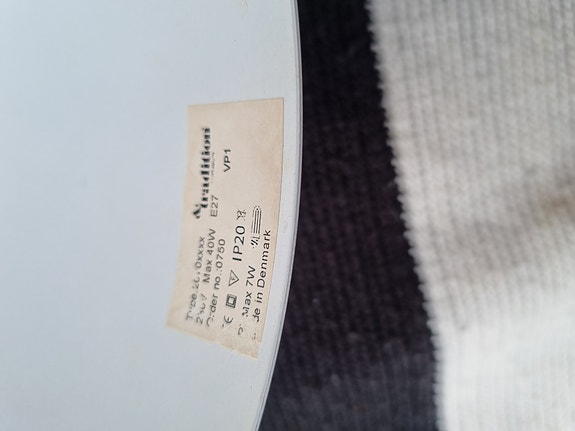 &tradition
VP1
Max 40W E27
order no.:0750
IP20
Max 7W
de in Denmark